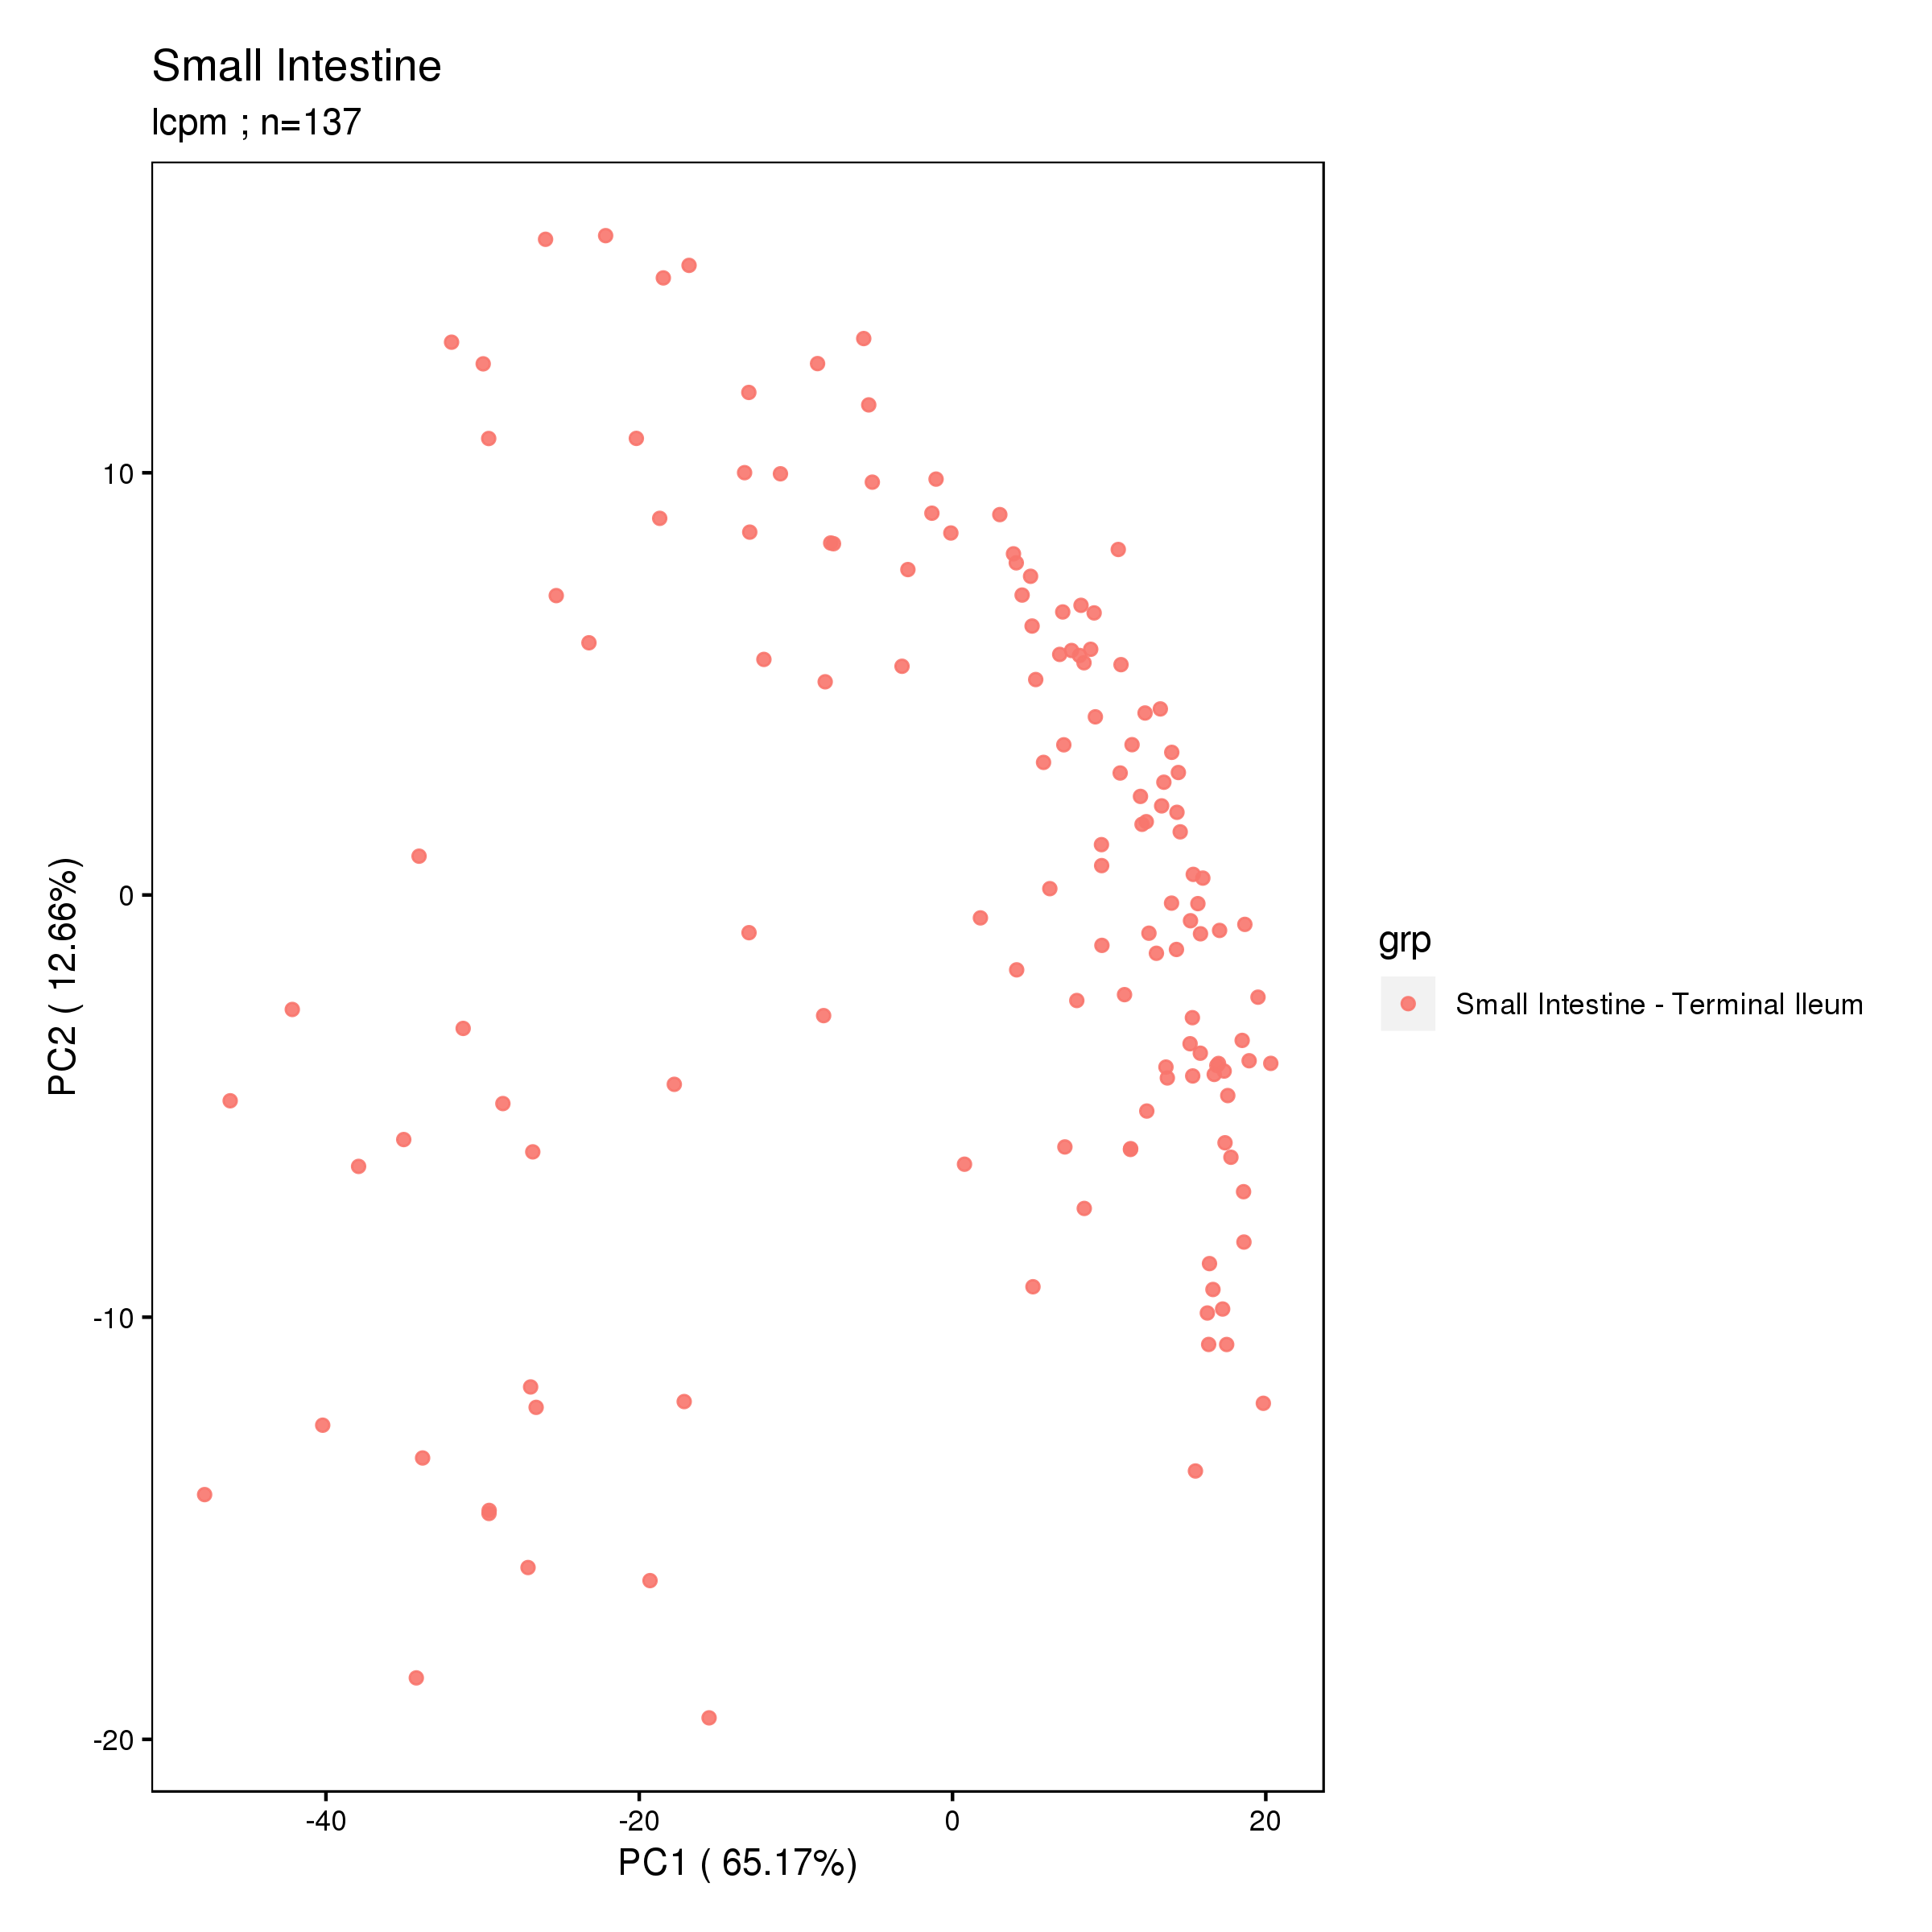 Small Intestine
lcpm ; n=137
10
0
-10
-20
PC2 ( 12.66%)
-40
-20
0
20
PC1 ( 65.17%)
grp
Small Intestine - Terminal Ileum